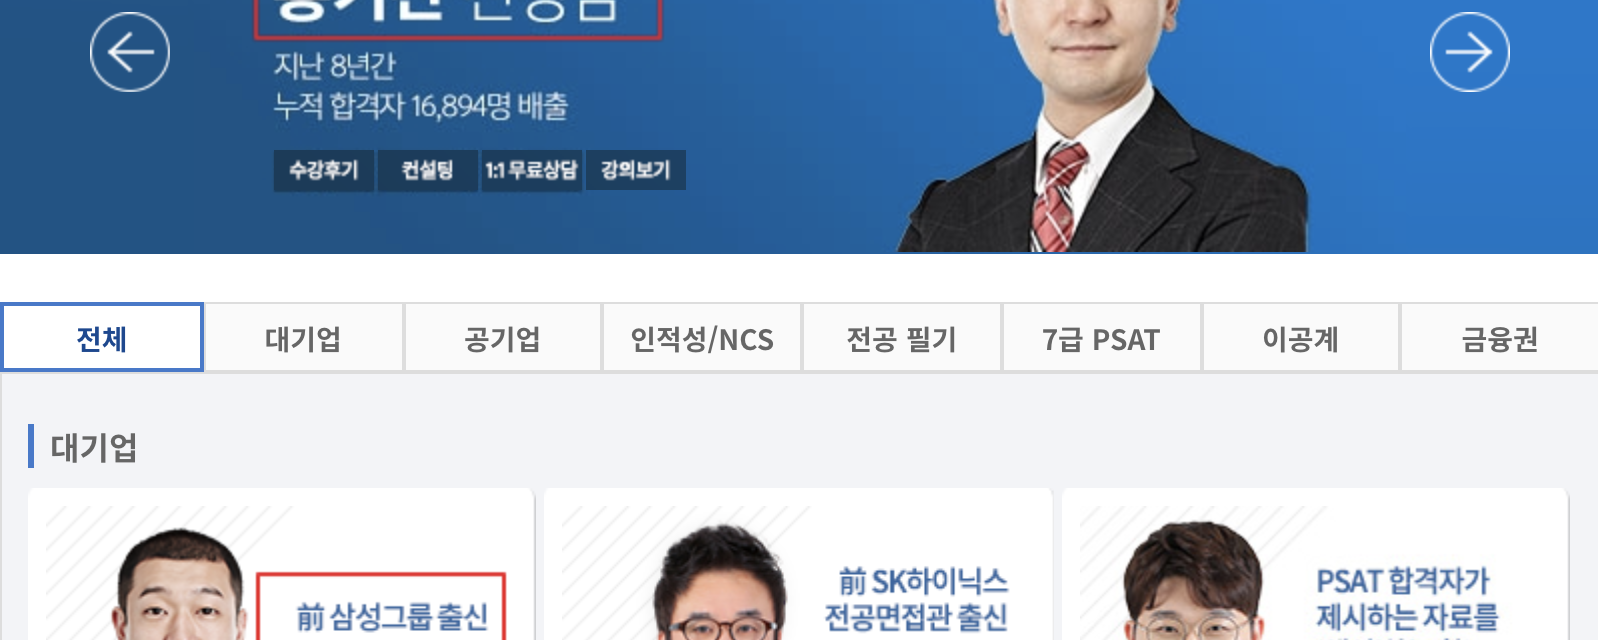 지난 8년간
누적 합격자 16,894명 배출
수강후기 컨설팅 1:1 무료상담 강의보기
전체 대기업 공기업 인적성/NCS 전공 필기 7급 PSAT 이공계 금융권
대기업
前 삼성그룹 출신
前 SK하이닉스
전공면접관 출신
PSAT 합격자가
제시하는 자료를